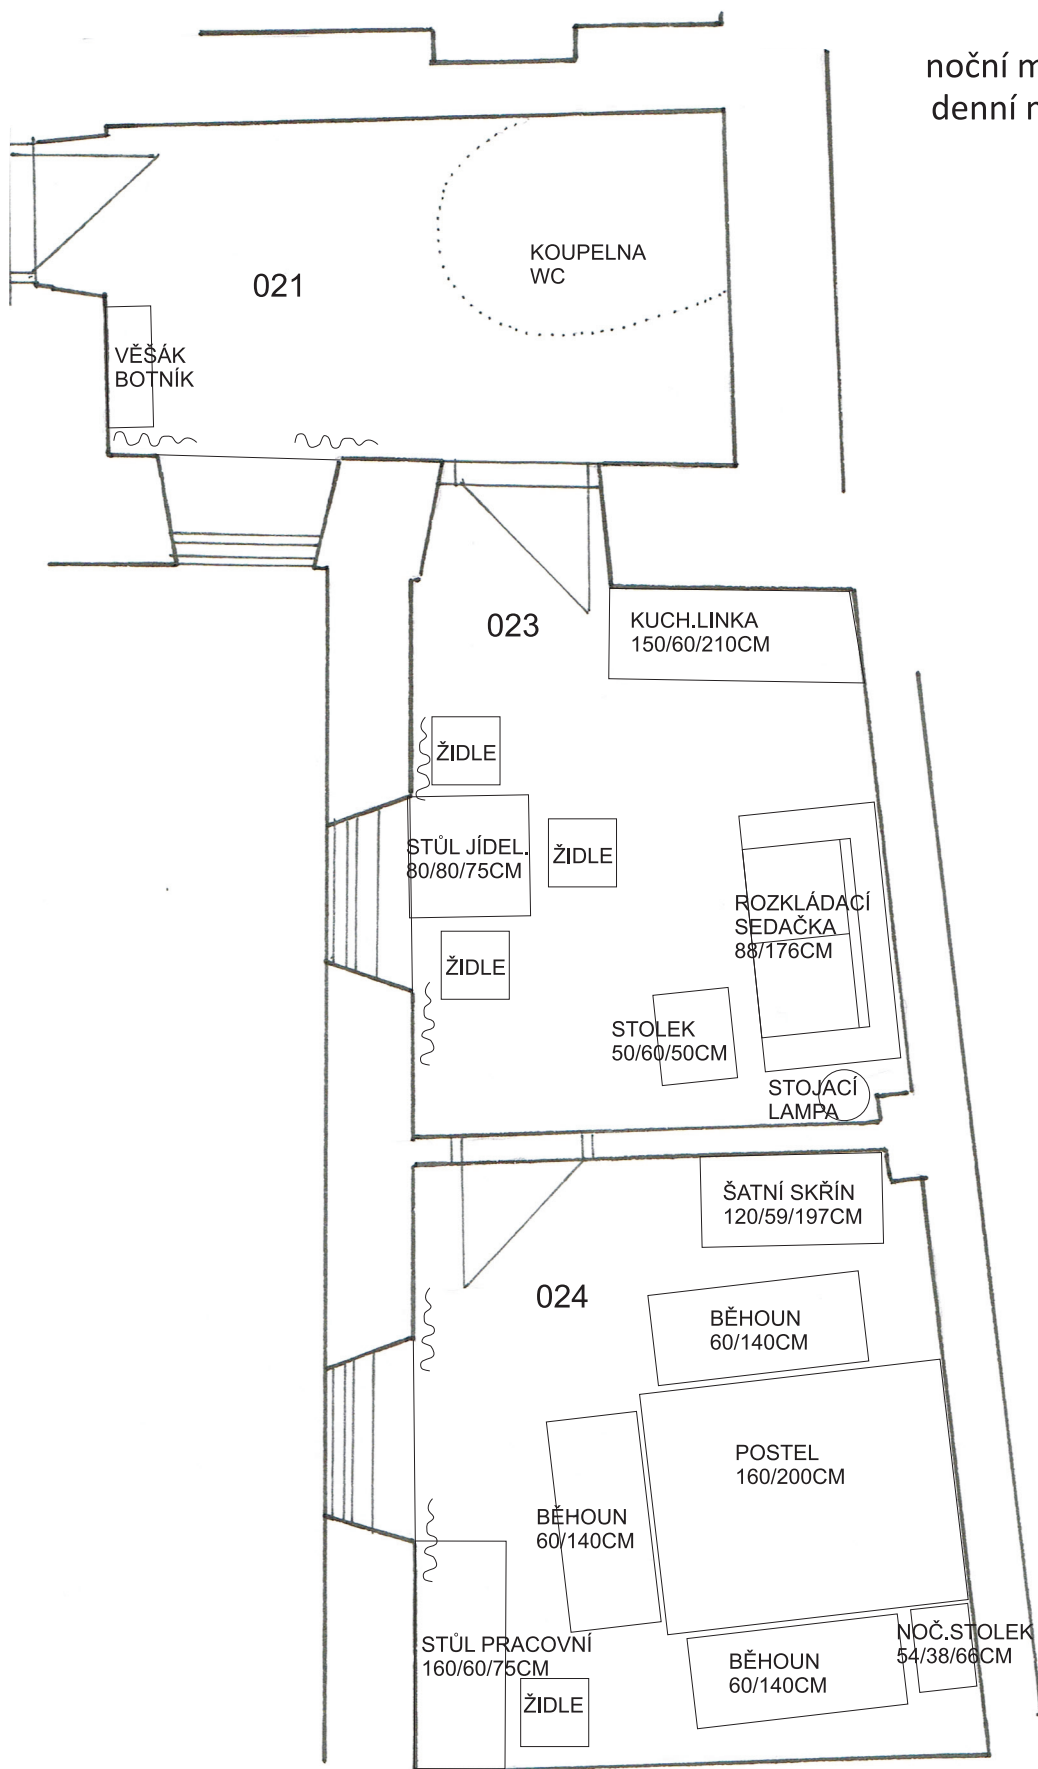 noční m
denní
KOUPELNA
WC
021
VĚŠÁK
BOTNÍK
023
KUCH.LINKA
150/60/210CM
ŽIDLE
STŮL JÍDEL.
80/80/75CM
ŽIDLE
ROZKLÁDACÍ
SEDAČKA
88/176CM
ŽIDLE
STOLEK
50/60/50CM
STOJACÍ
LAMPA
ŠATNÍ SKŘÍN
120/59/197CM
024
BĚHOUN
60/140CM
POSTEL
160/200CM
BĚHOUN
60/140CM
STŮL PRACOVNÍ
160/60/75CM
NOČ.STOLEK
54/38/66CM
BĚHOUN
60/140CM
ŽIDLE